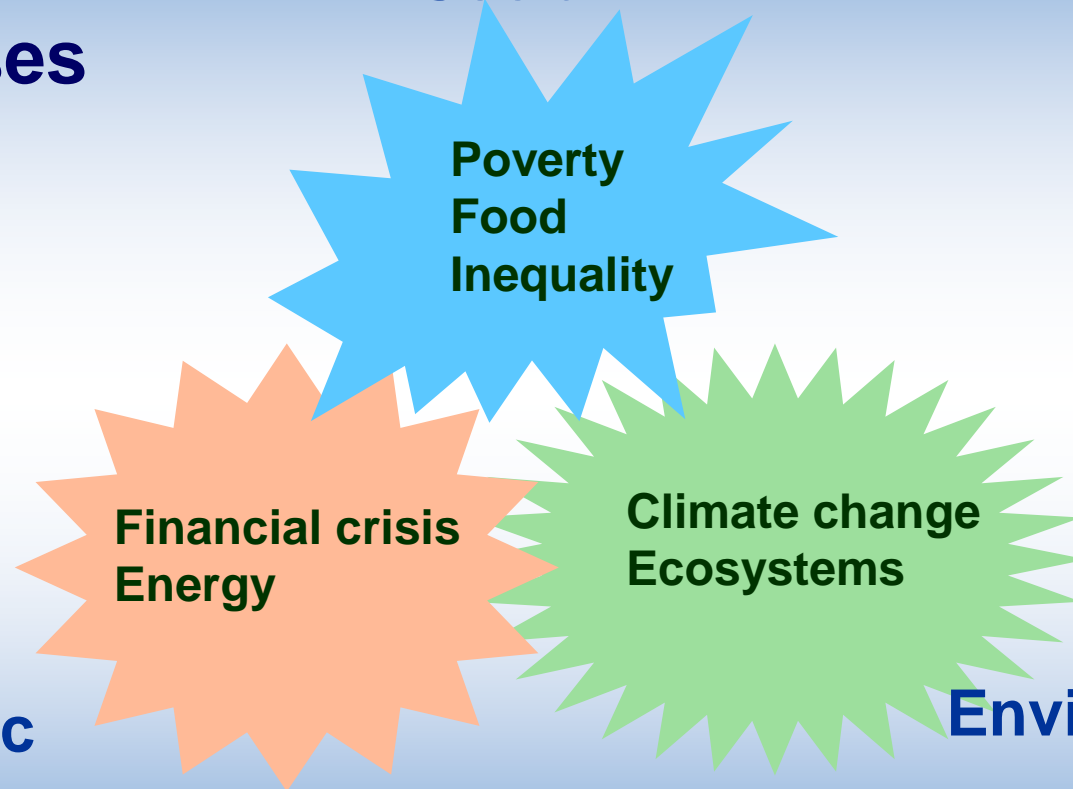 Poverty
Food
Inequality
Financial crisis
Energy
Climate change
Ecosystems